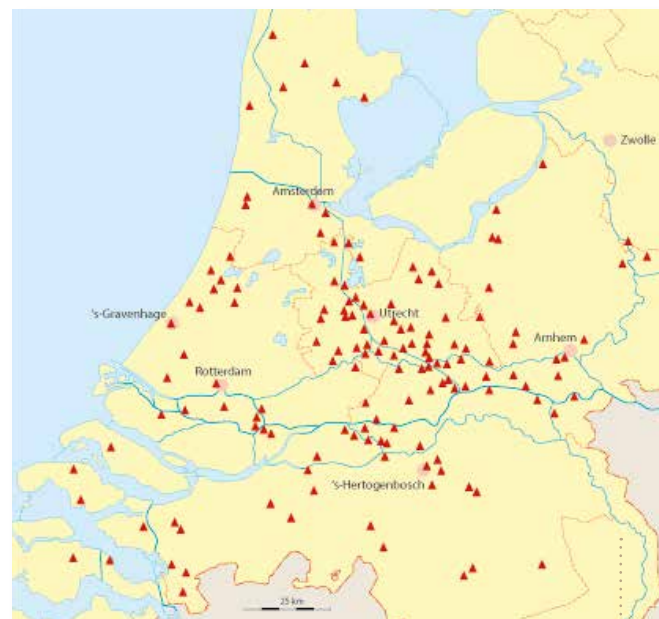 Zwolle
Amsterdam
's-Gravenhage
Utrecht
Arnhem
Rotterdam
's-Hertogenbosch
25 km